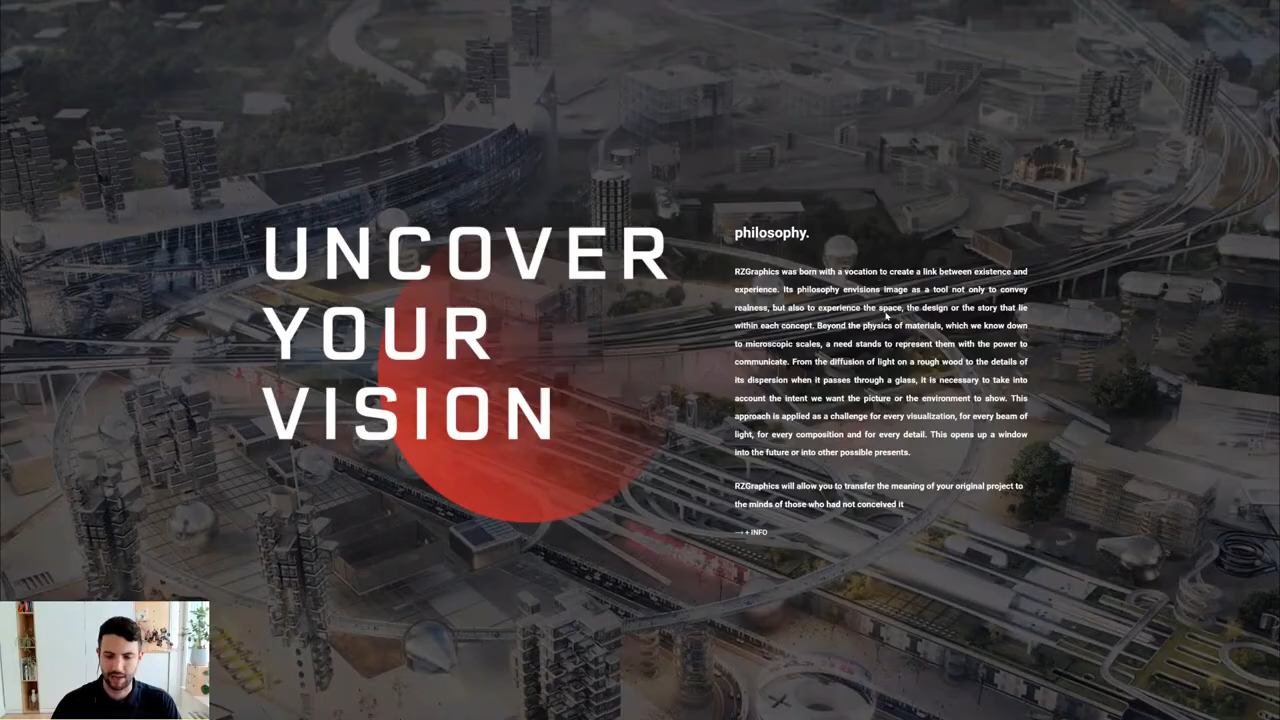 UNCOVER
YOUR
VISION
philosophy.
RZGraphics was born with a vocation to create a link between existence and
experience. Its philosophy envisions image as a tool not only to convey
realness, but also to experience the space, the design or the story that lie
within each concept. Beyond the physics of materials, which we know down
to microscopic scales, a need stands to represent them with the power to
communicate. From the diffusion of light on a rough wood to the details of
its dispersion when it passes through a glass, it is necessary to take into
account the intent we want the picture or the environment to show. This
approach is applied as a challenge for every visualization, for every beam of
light, for every composition and for every detail. This opens up a window
into the future or into other possible presents.
RZGraphics will allow you to transfer the meaning of your original project to
the minds of those who had not conceived it
⟶ + INFO